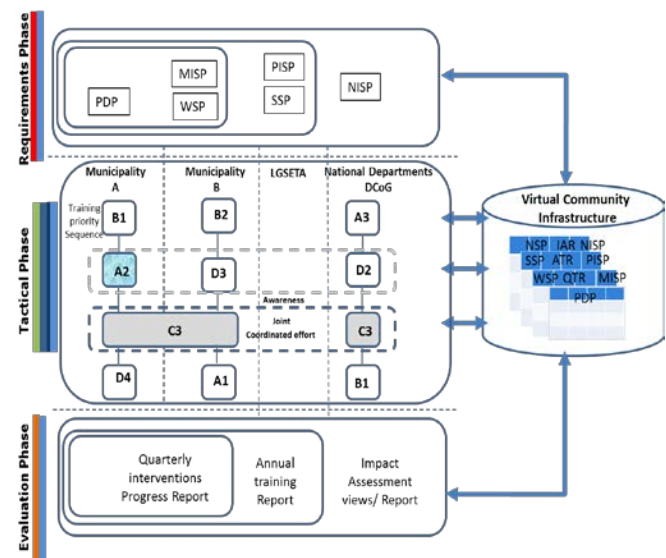 Requirements Phase
PDP
MISP
WSP
PISP
SSP
NISP
Tactical Phase
Municipality
A
Municipality
B
LGSETA
National Departments
DCoG
Training
priority
Sequence
B1
B2
A3
A2
D3
D2
Awareness
C3
Joint
Coordinated effort
C3
D4
A1
B1
Virtual Community
Infrastructure
NSP IAR NISP
SSP ATR PISP
WSP QTR MISP
PDP
Evaluation Phase
Quarterly
interventions
Progress Report
Annual
training
Report
Impact
Assessment
views/ Report